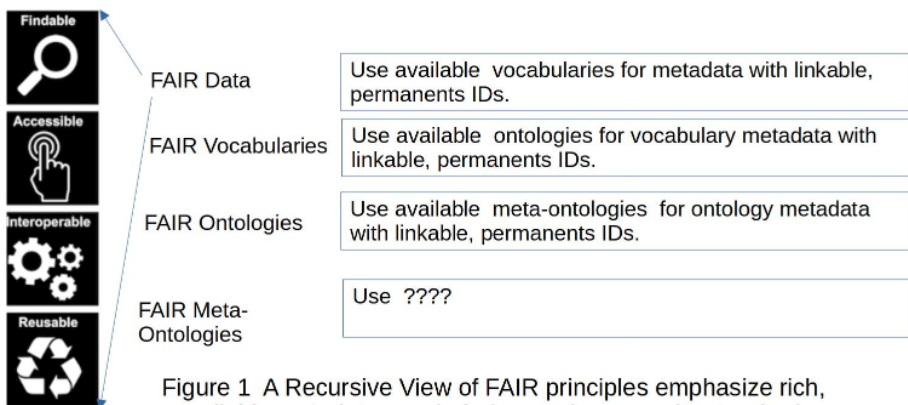 Findable
Accessible
Interoperable
Reusable
FAIR Data
Use available vocabularies for metadata with linkable,
permanents IDs.
FAIR Vocabularies
Use available ontologies for vocabulary metadata with
linkable, permanents IDs.
FAIR Ontologies
Use available meta-ontologies for ontology metadata
with linkable, permanents IDs.
FAIR Meta-
Ontologies
Use ????
Figure 1 A Recursive View of FAIR principles emphasize rich,